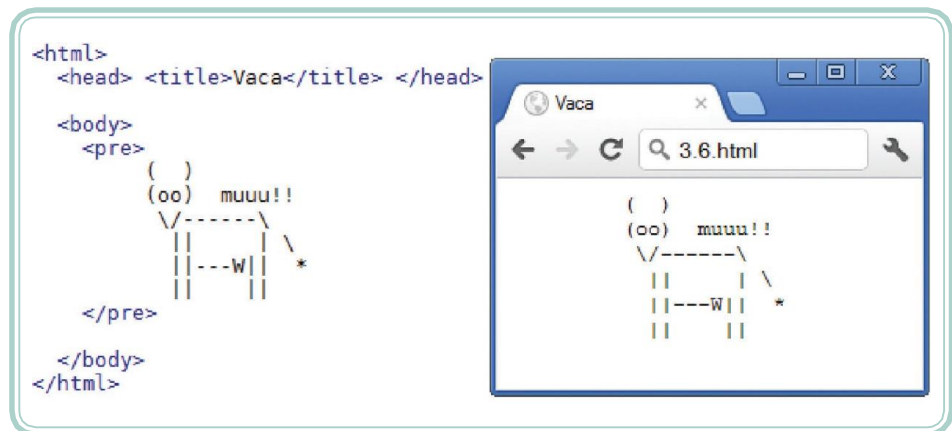 <html>
  <head> <title>Vaca</title> </head>

  <body>
    <pre>
         (  )
         (oo)  muuu!!
          \/------\
           ||      | \
           ||---W||   *
           ||     ||
    </pre>

  </body>
</html>
Vaca
3.6.html
         (  )
         (oo)  muuu!!
          \/------\
           ||      | \
           ||---W||   *
           ||     ||